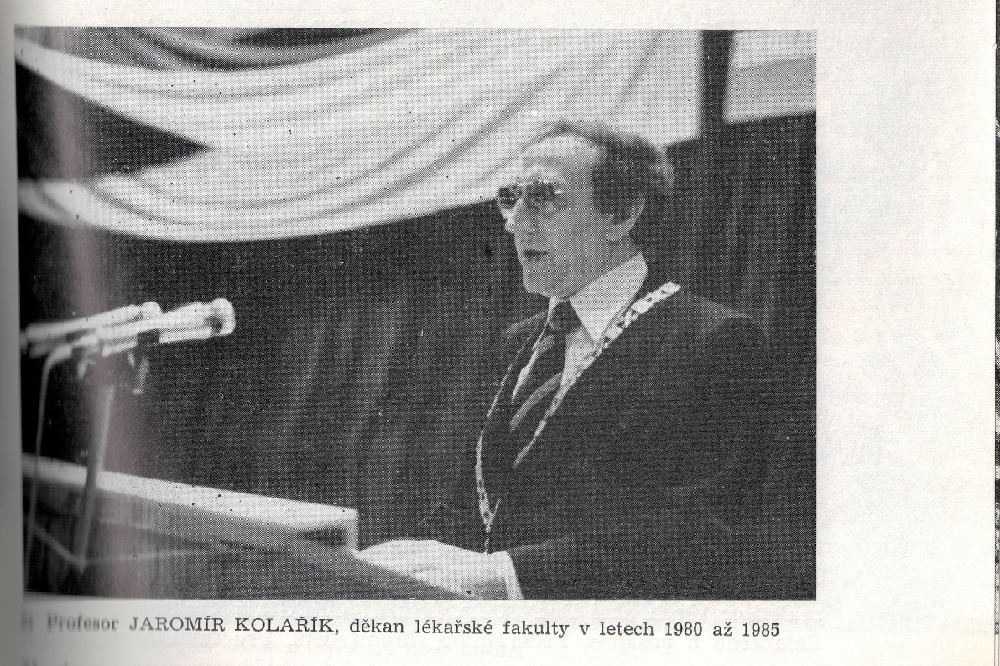 Profesor JAROMÍR KOLAŘÍK, děkan lékařské fakulty v letech 1980 až 1985